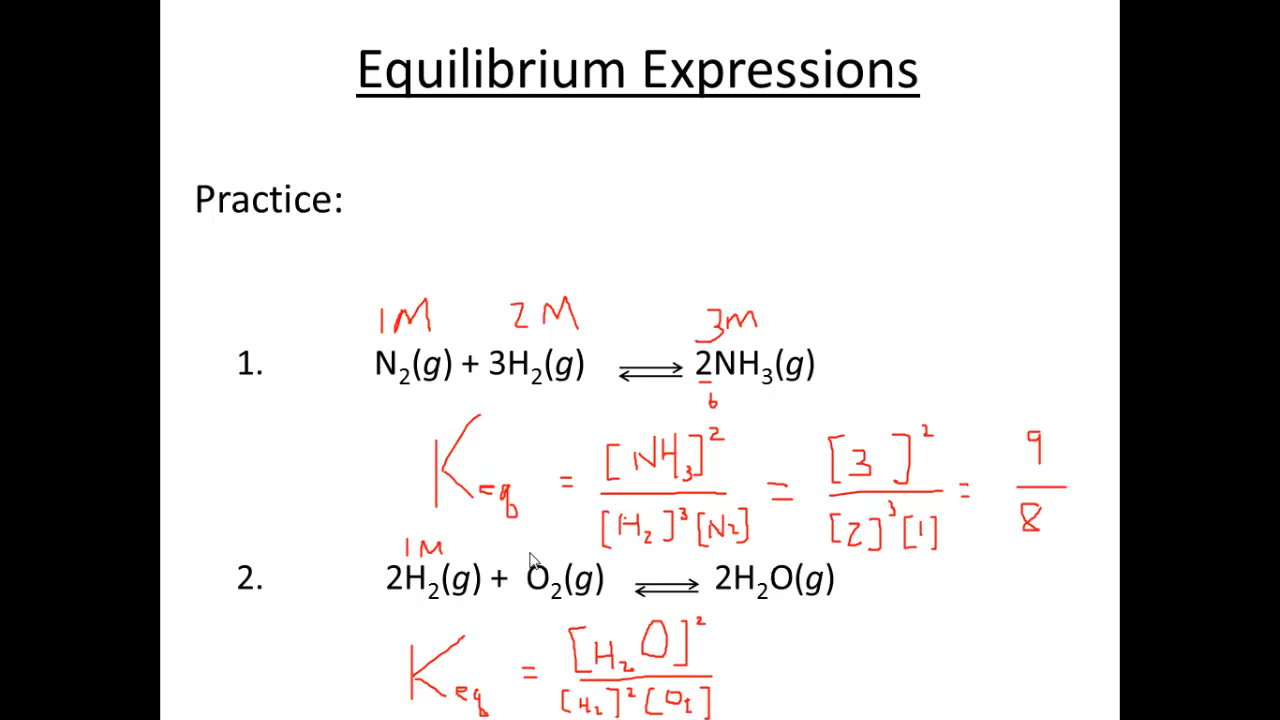 Equilibrium Expressions
Practice:
1M 2M 3m
1. N₂(g) + 3H₂(g) ⇌ 2NH₃(g)
6
Keq = [NH₃]² / [H₂]³[N₂] = [3]² / [2]³[1] = 9 / 8
1M
2. 2H₂(g) + O₂(g) ⇌ 2H₂O(g)
Keq = [H₂O]² / [H₂]²[O₂]